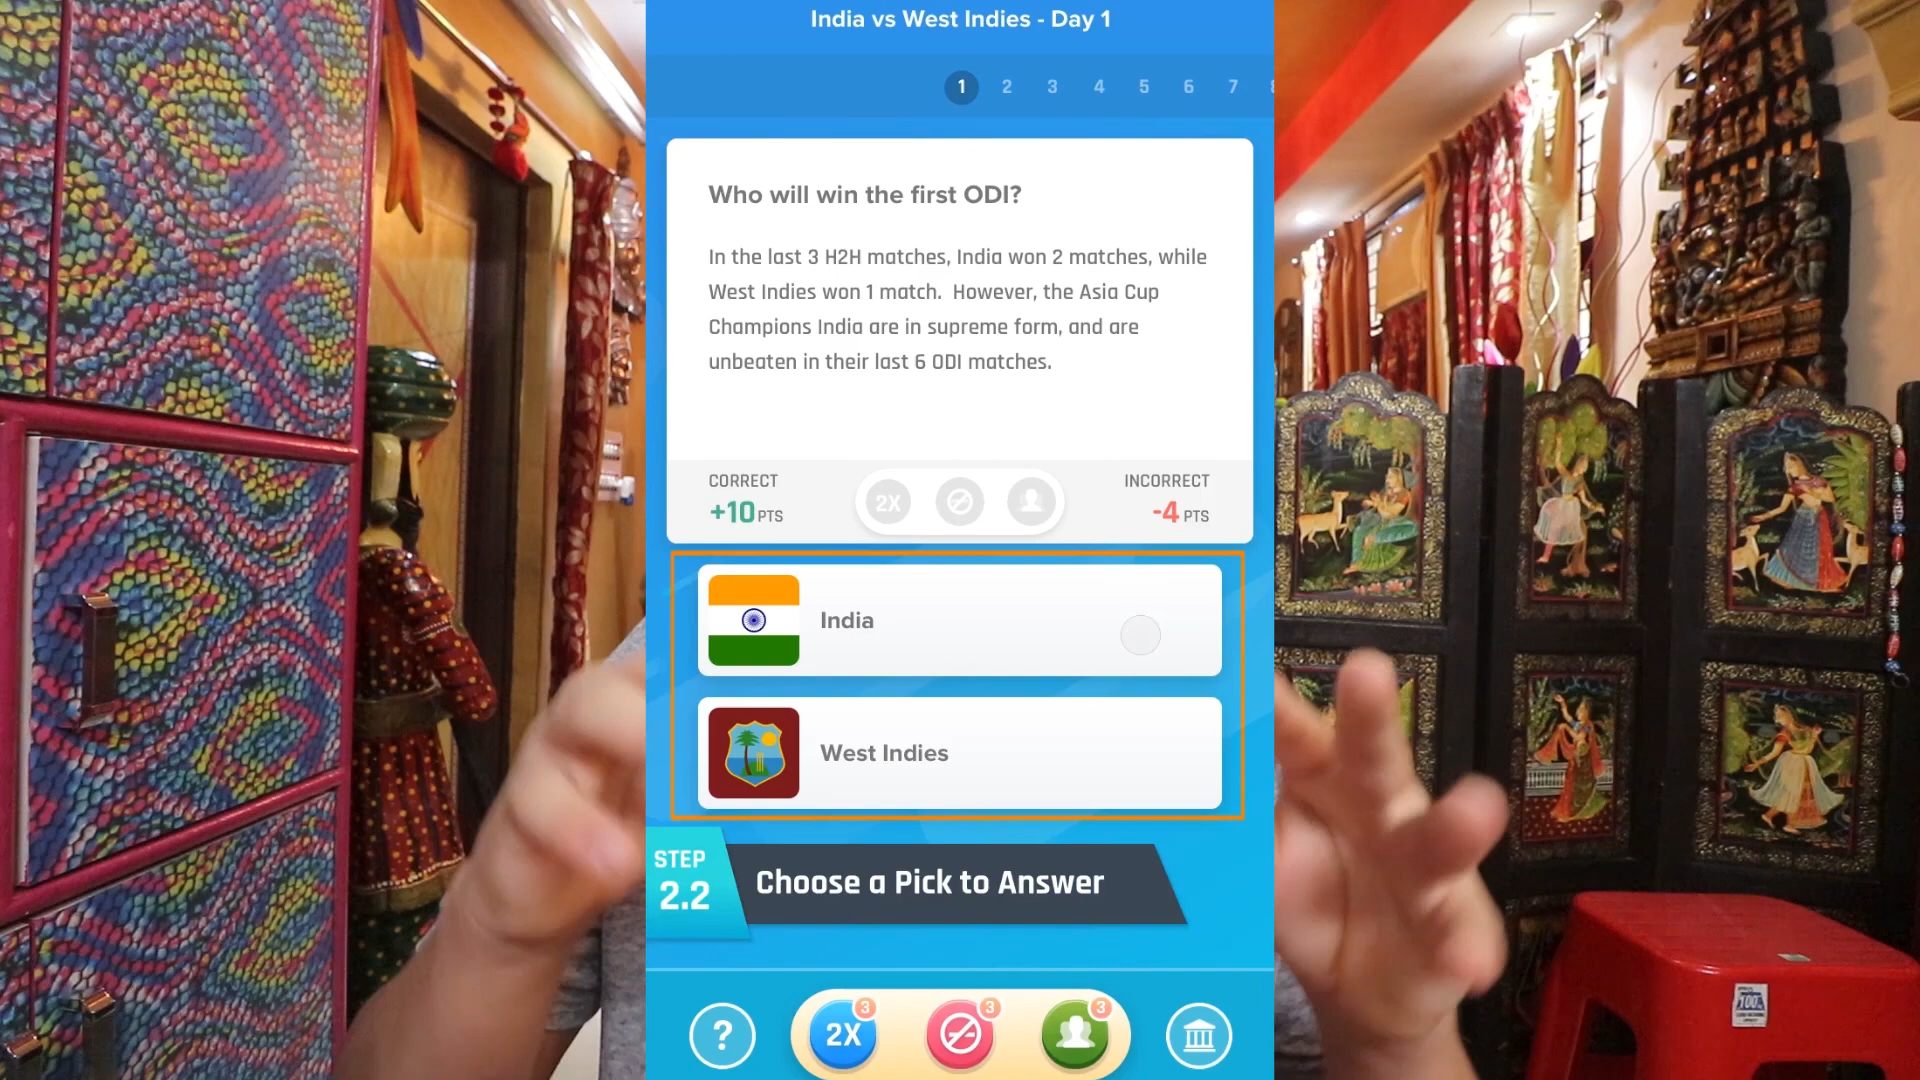 India vs West Indies - Day 1
1 2 3 4 5 6 7
Who will win the first ODI?
In the last 3 H2H matches, India won 2 matches, while
West Indies won 1 match. However, the Asia Cup
Champions India are in supreme form, and are
unbeaten in their last 6 ODI matches.
CORRECT
+10 PTS
2X
INCORRECT
-4 PTS
India
West Indies
STEP
2.2
Choose a Pick to Answer
?
2X
3
3
3
100%